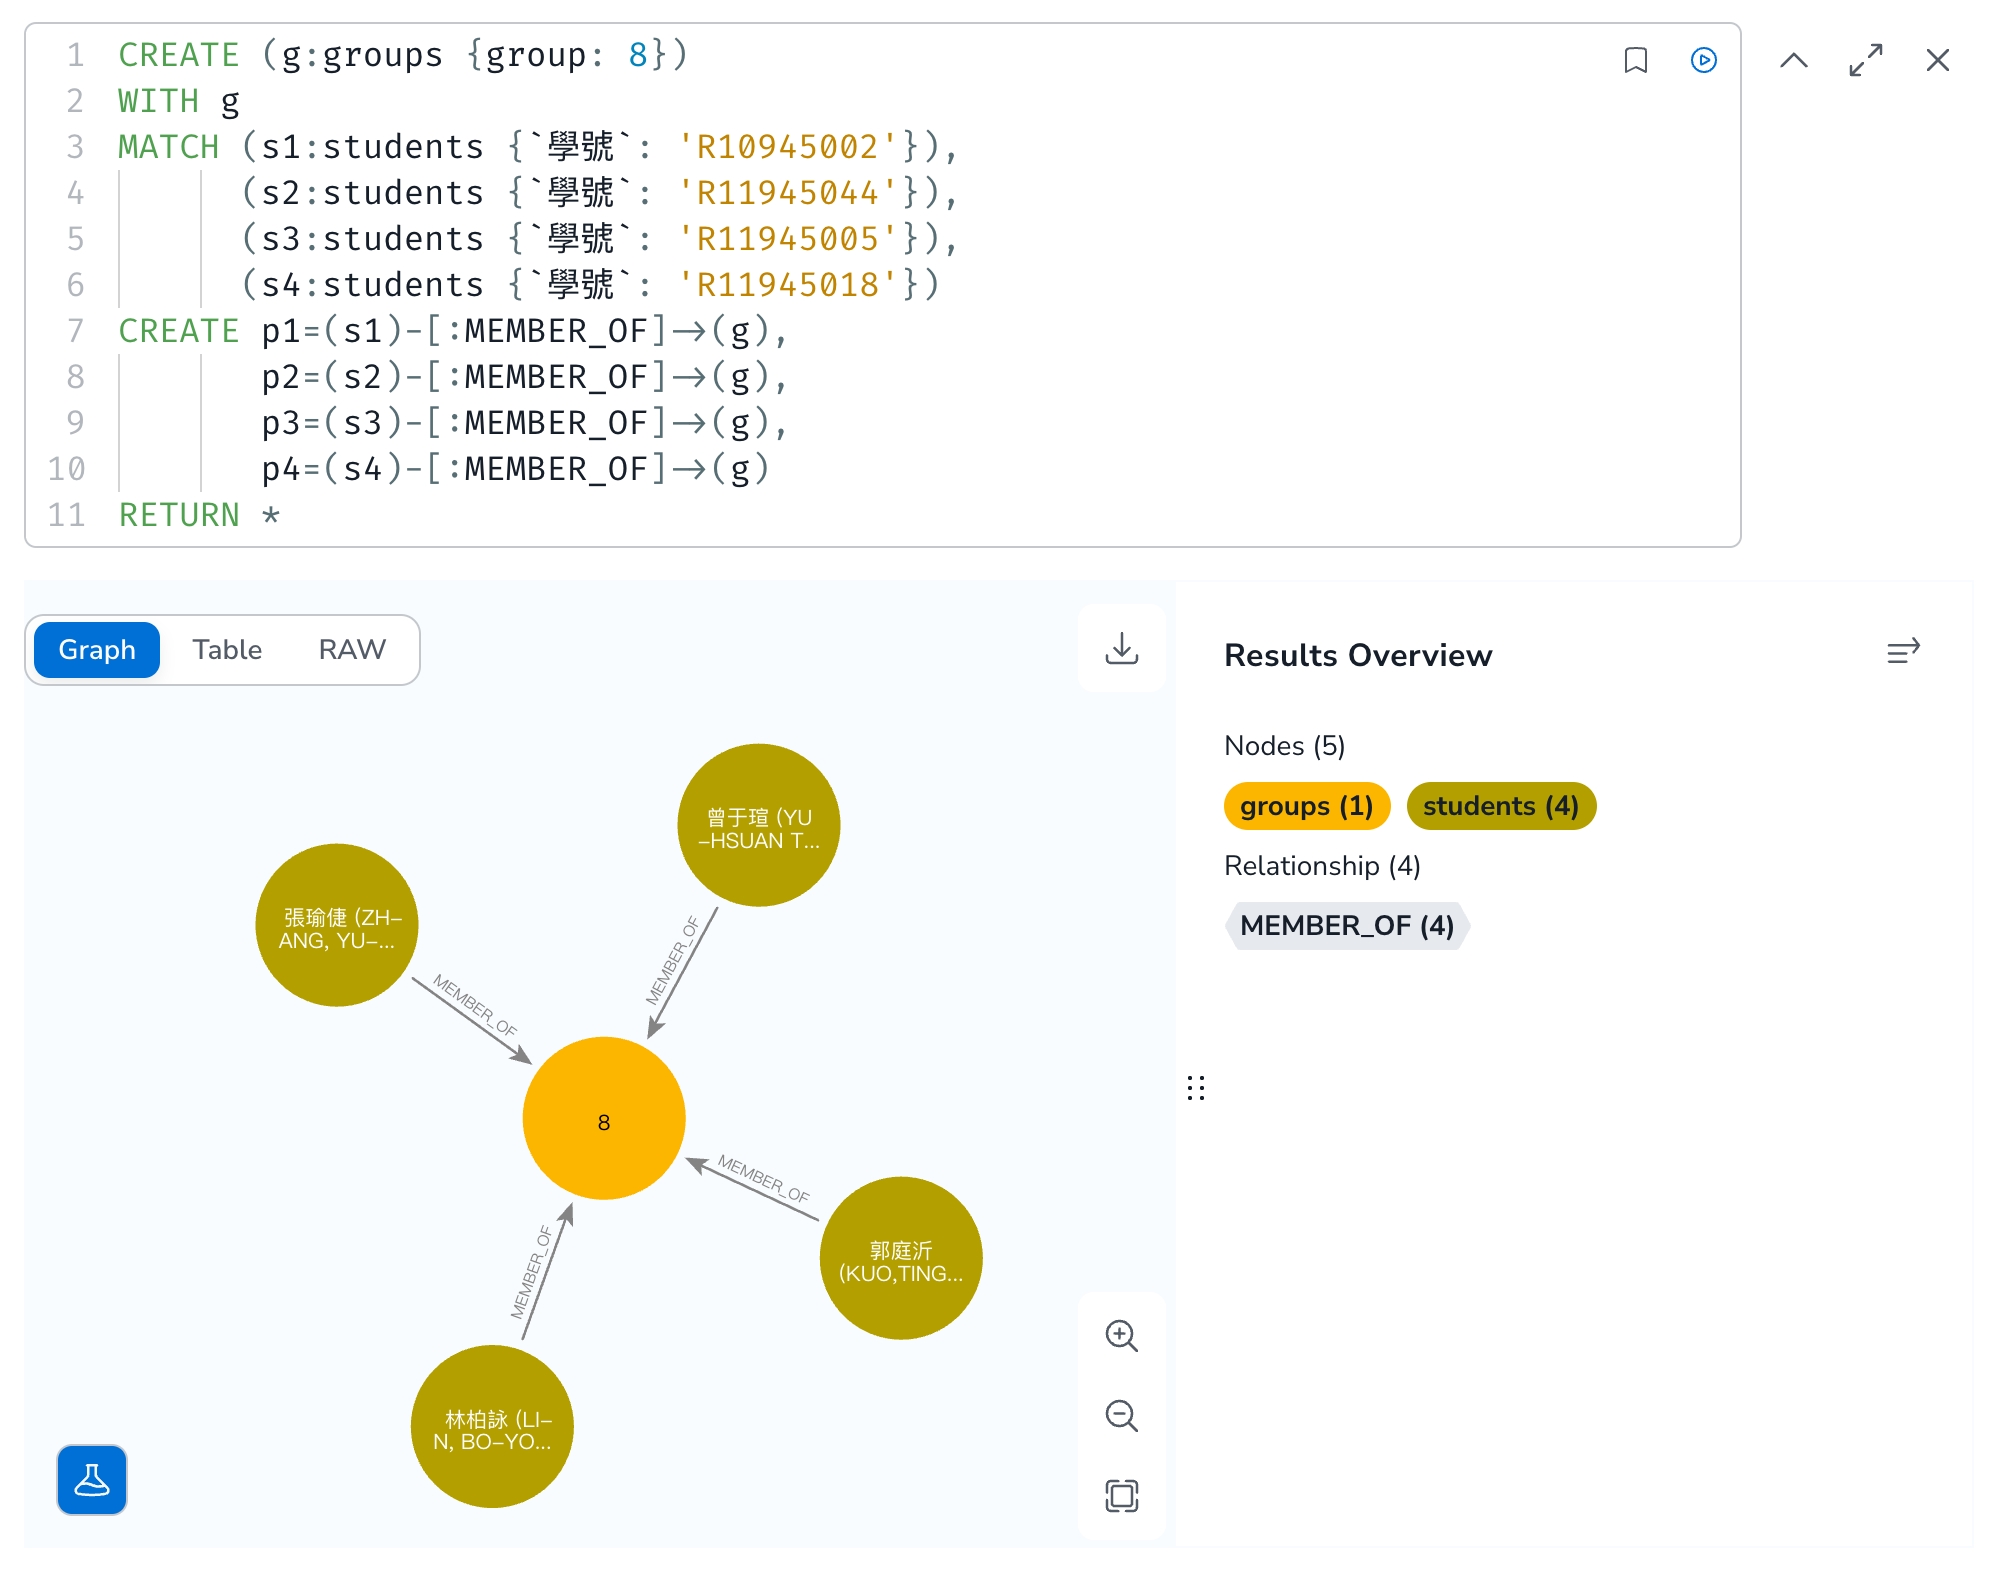 1 CREATE (g:groups {group: 8})
2 WITH g
3 MATCH (s1:students {`學號`: 'R10945002'}),
4 (s2:students {`學號`: 'R11945044'}),
5 (s3:students {`學號`: 'R11945005'}),
6 (s4:students {`學號`: 'R11945018'})
7 CREATE p1=(s1)-[:MEMBER_OF]->(g),
8 p2=(s2)-[:MEMBER_OF]->(g),
9 p3=(s3)-[:MEMBER_OF]->(g),
10 p4=(s4)-[:MEMBER_OF]->(g)
11 RETURN *
Graph Table RAW
曾于瑄 (YU
-HSUAN T...
張瑜倢 (ZH-
ANG, YU-...
MEMBER_OF
MEMBER_OF
8
MEMBER_OF
郭庭沂
(KUO,TING...
MEMBER_OF
林柏詠 (LI-
N, BO-YO...
Results Overview
Nodes (5)
groups (1) students (4)
Relationship (4)
MEMBER_OF (4)